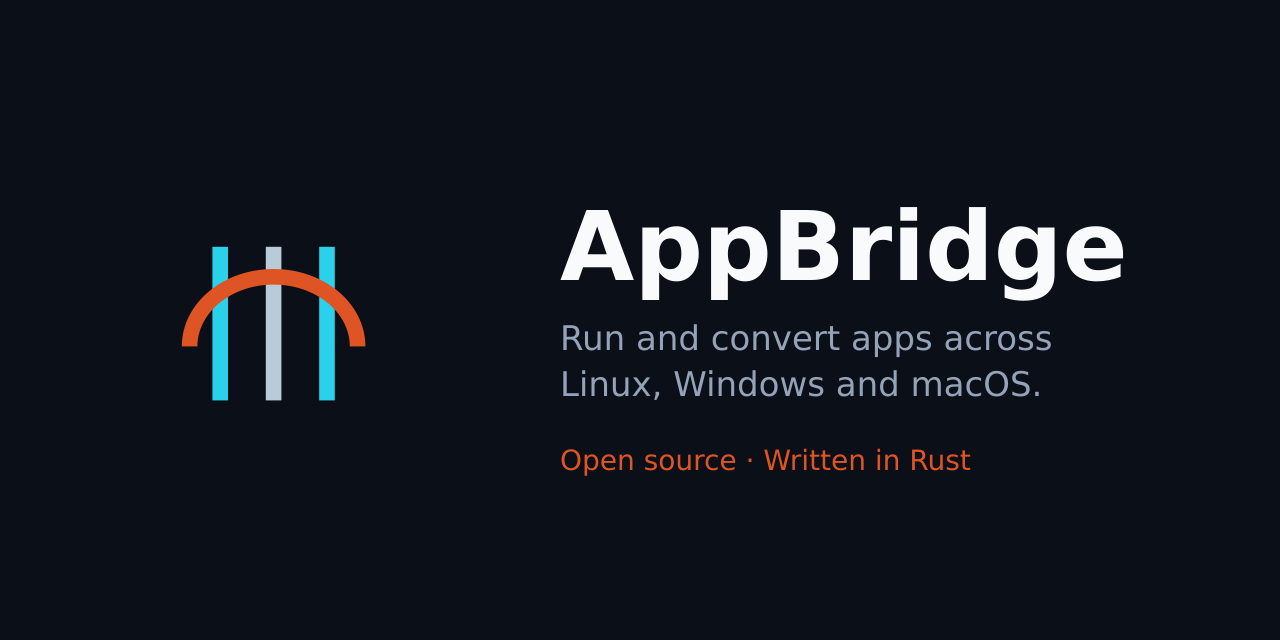 AppBridge
Run and convert apps across
Linux, Windows and macOS.
Open source · Written in Rust